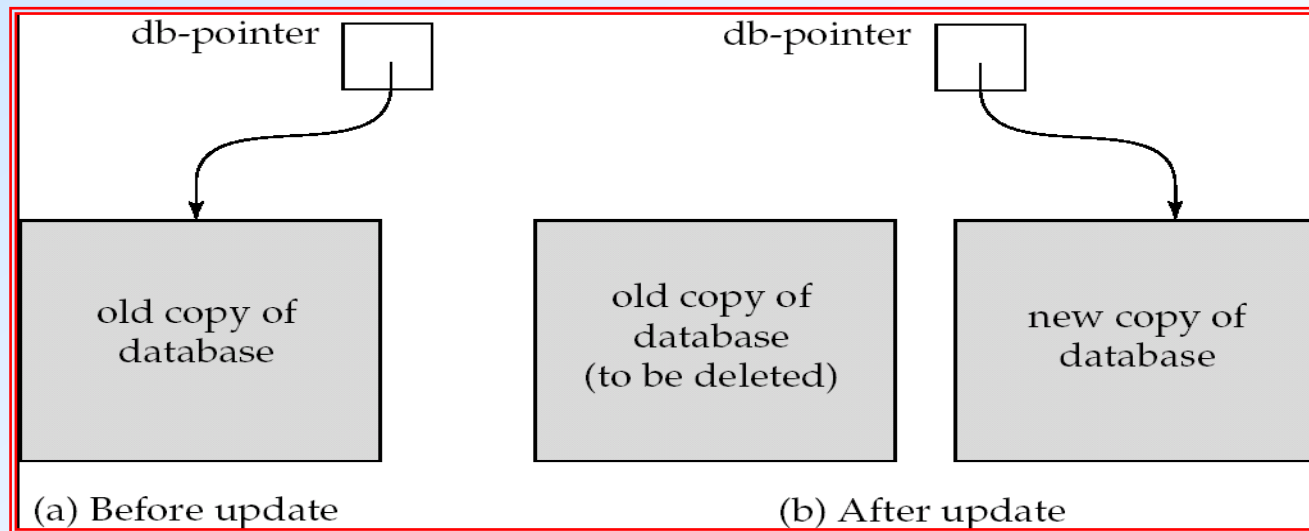 db-pointer
old copy of
database
(a) Before update
db-pointer
old copy of
database
(to be deleted)
new copy of
database
(b) After update